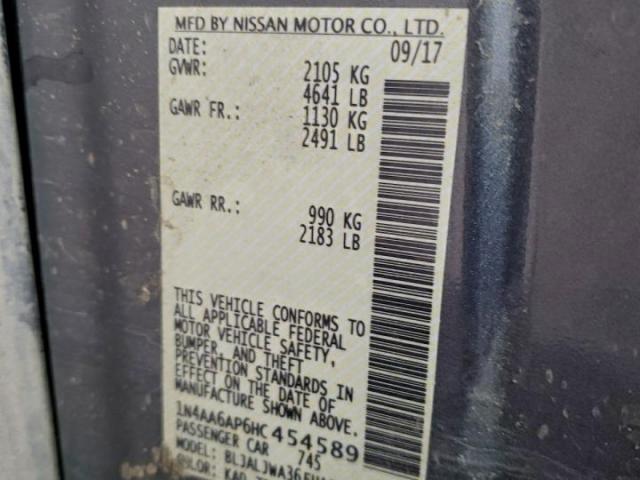 MFD BY NISSAN MOTOR CO., LTD.
DATE: 09/17
GVWR: 2105 KG
4641 LB
GAWR FR.: 1130 KG
2491 LB
GAWR RR.: 990 KG
2183 LB
THIS VEHICLE CONFORMS TO
ALL APPLICABLE FEDERAL
MOTOR VEHICLE SAFETY,
BUMPER, AND THEFT
PREVENTION STANDARDS IN
EFFECT ON THE DATE OF
MANUFACTURE SHOWN ABOVE.
1N4AA6AP6HC454589
PASSENGER CAR 745
MODEL:
COLOR: KAD